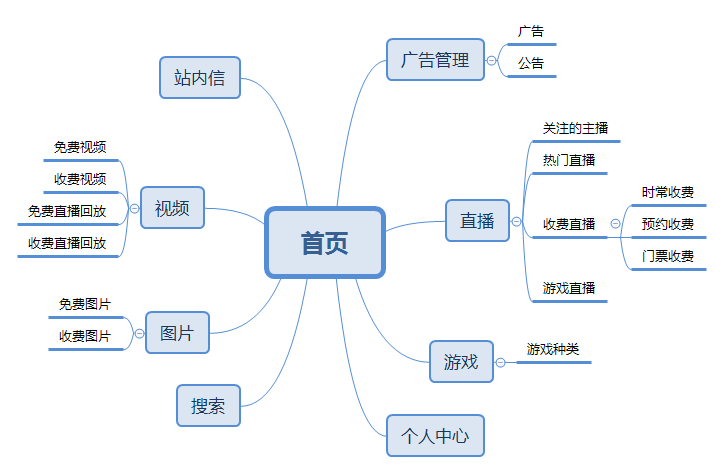 首页
广告管理
广告
公告
直播
关注的主播
热门直播
收费直播
时常收费
预约收费
门票收费
游戏直播
游戏
游戏种类
个人中心
站内信
视频
免费视频
收费视频
免费直播回放
收费直播回放
图片
免费图片
收费图片
搜索